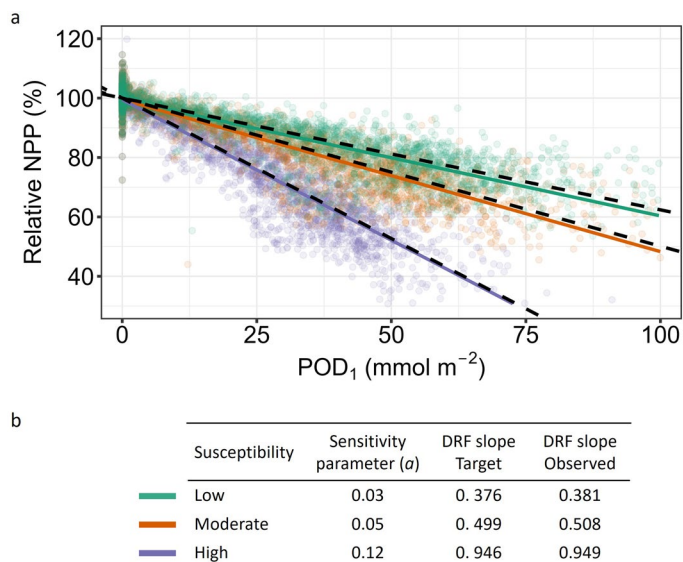 a
120
100
80
60
40
Relative NPP (%)
0 25 50 75 100
POD₁ (mmol m⁻²)
b
Susceptibility Sensitivity parameter (a) DRF slope Target DRF slope Observed
Low 0.03 0. 376 0.381
Moderate 0.05 0. 499 0.508
High 0.12 0. 946 0.949